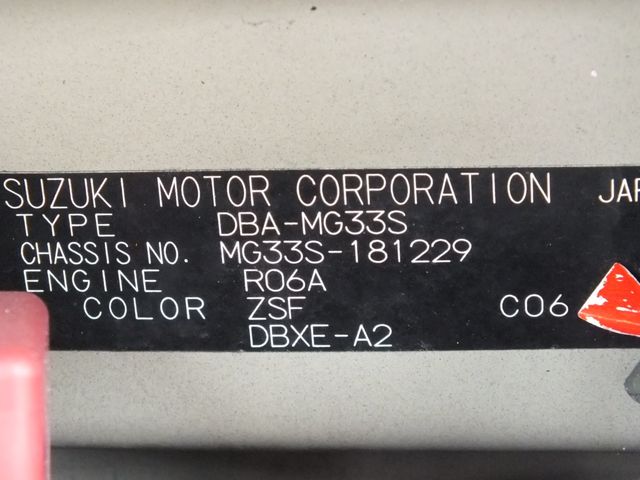 SUZUKI MOTOR CORPORATION
TYPE DBA-MG33S
CHASSIS NO. MG33S-181229
ENGINE R06A
COLOR ZSF C06
DBXE-A2